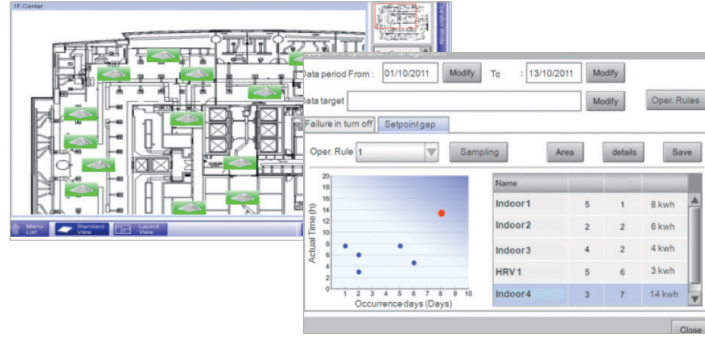 1F-Center
Data period From : 01/10/2011 Modify To : 13/10/2011 Modify
Data target Modify Oper. Rules
Failure in turn off Setpoint gap
Oper. Rule 1 Sampling Area details Save
Actual Time (h)
20
18
16
14
12
10
8
6
4
2
0
1 2 3 4 5 6 7 8 9 10
Occurrence days (Days)
Name
Indoor1 5 1 8 kwh
Indoor2 2 2 6 kwh
Indoor3 4 2 4 kwh
HRV1 5 6 3 kwh
Indoor4 3 7 14 kwh
Menu List
Standard View
Layout View
Close